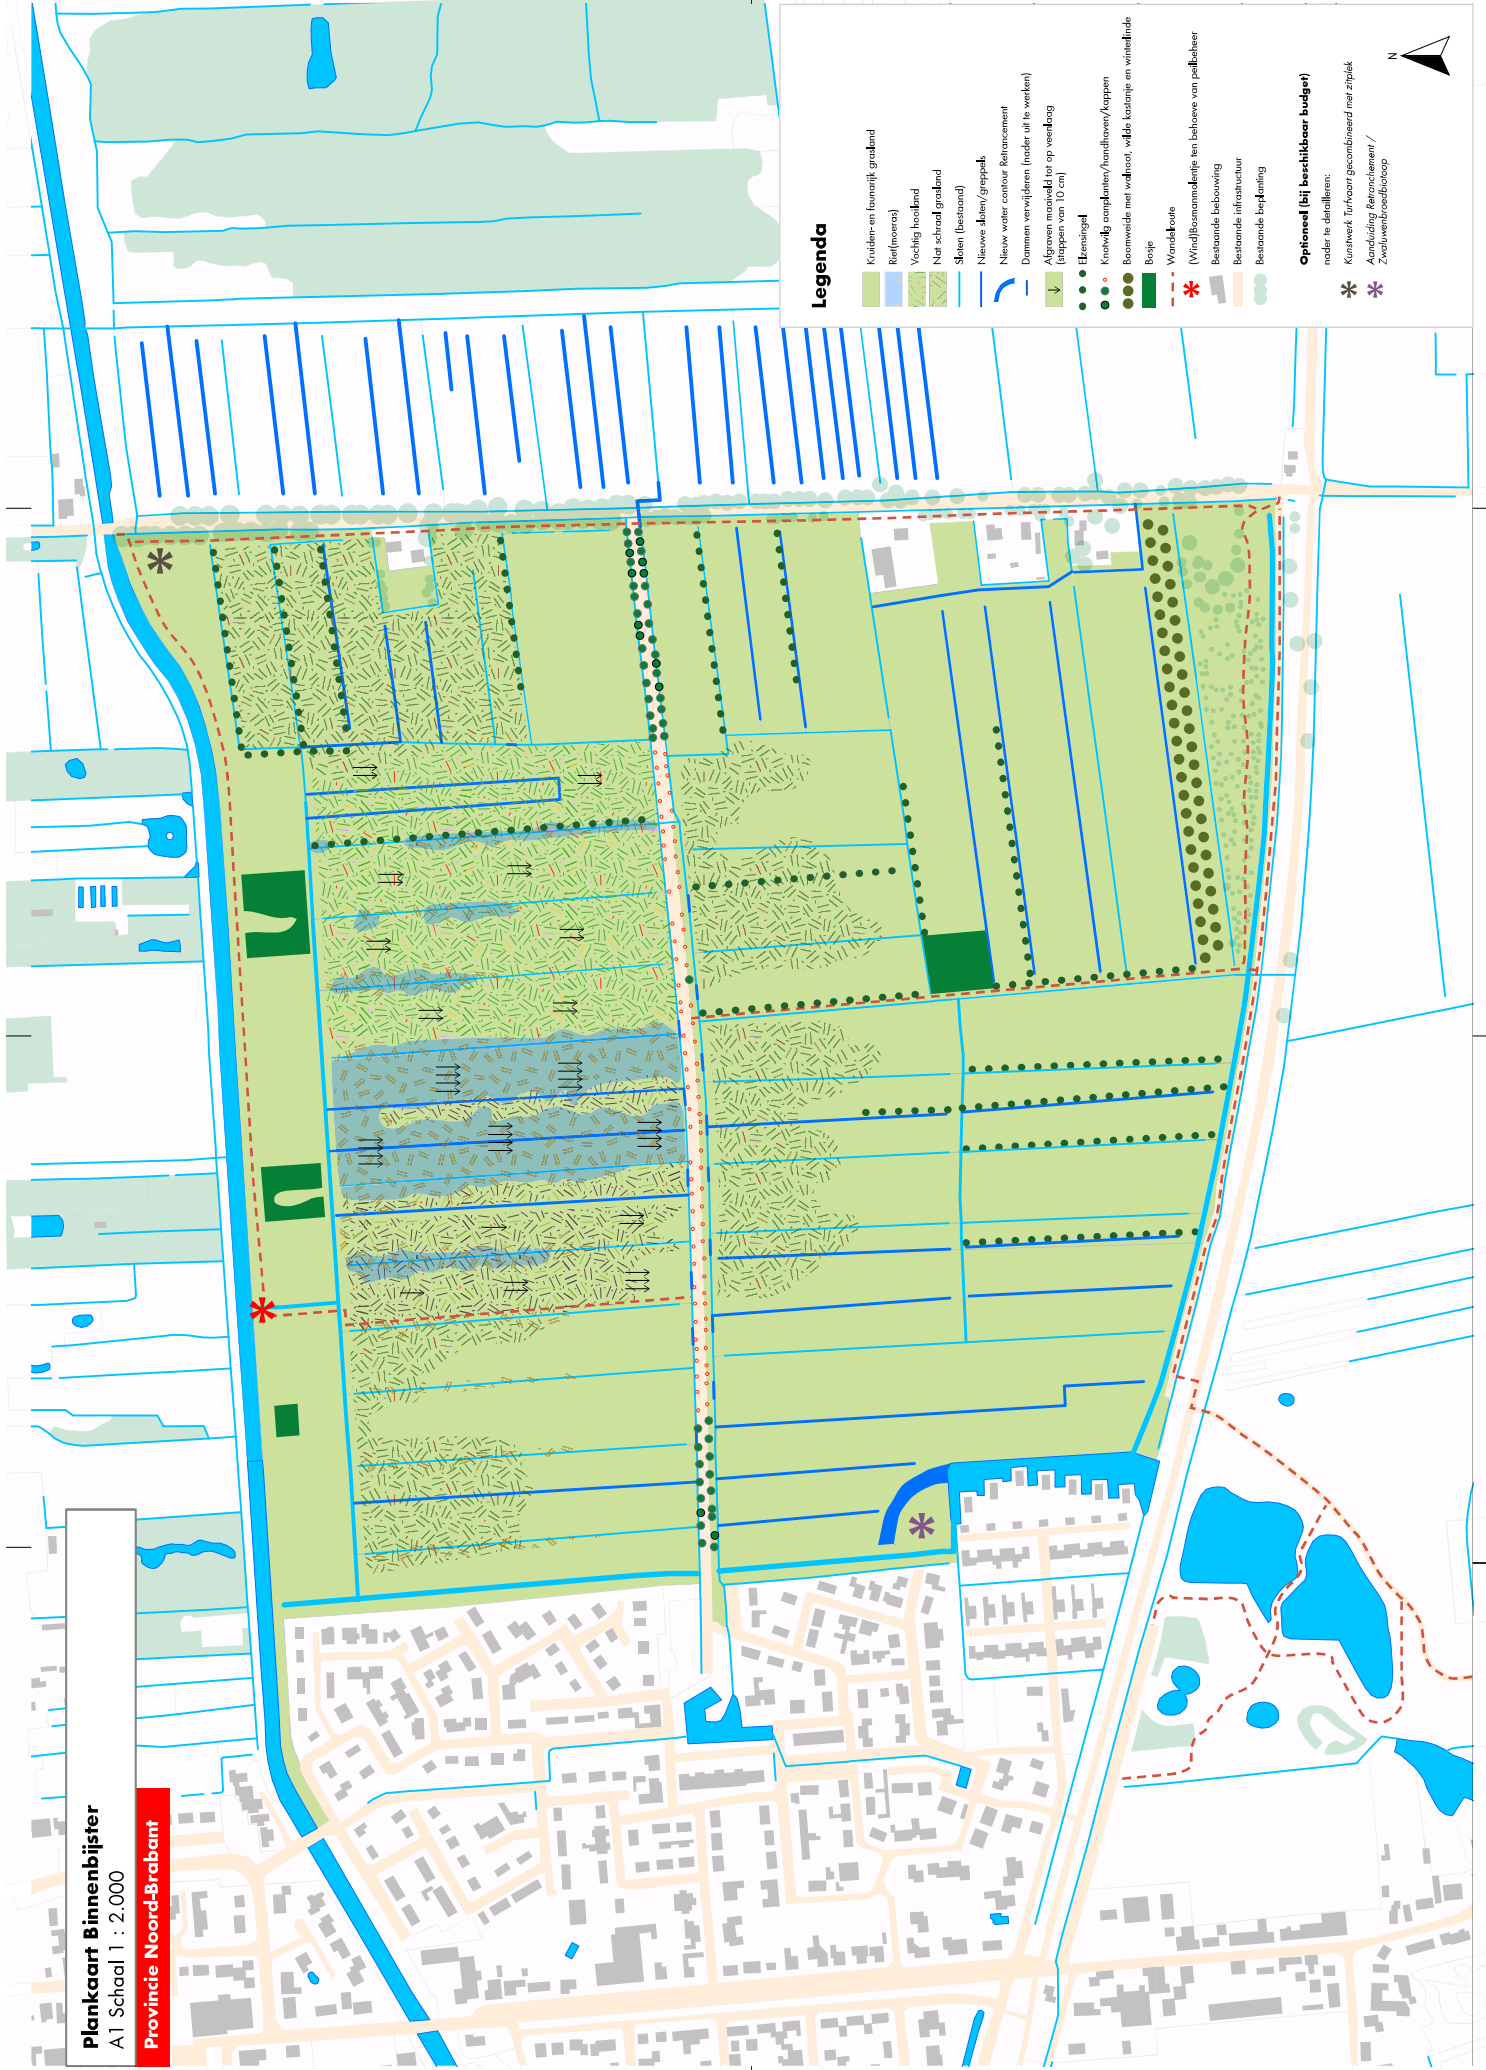 Plankaart Binnenbijster
A1 Schaal 1 : 2.000
Provincie Noord-Brabant
Legenda
Kruiden- en faunarijk grasland
Riet(moeras)
Vochtig hooiland
Nat schraal grasland
Sloten (bestaand)
Nieuwe sloten/greppels
Nieuw water contour Retrancement
Dammen verwijderen (nader uit te werken)
Afgraven maaiveld tot op veenlaag
(stappen van 10 cm)
Elzensingel
Knotwilg aanplanten/handhaven/kappen
Boomweide met walnoot, wilde kastanje en winterlinde
Bosje
Wandelroute
(Wind)Bosmanmolentje ten behoeve van peilbeheer
Bestaande bebouwing
Bestaande infrastructuur
Bestaande beplanting
Optioneel (bij beschikbaar budget)
nader te detailleren:
Kunstwerk Turfvaart gecombineerd met zitplek
Aanduiding Retranchement /
Zwaluwenbroedbiotoop
N